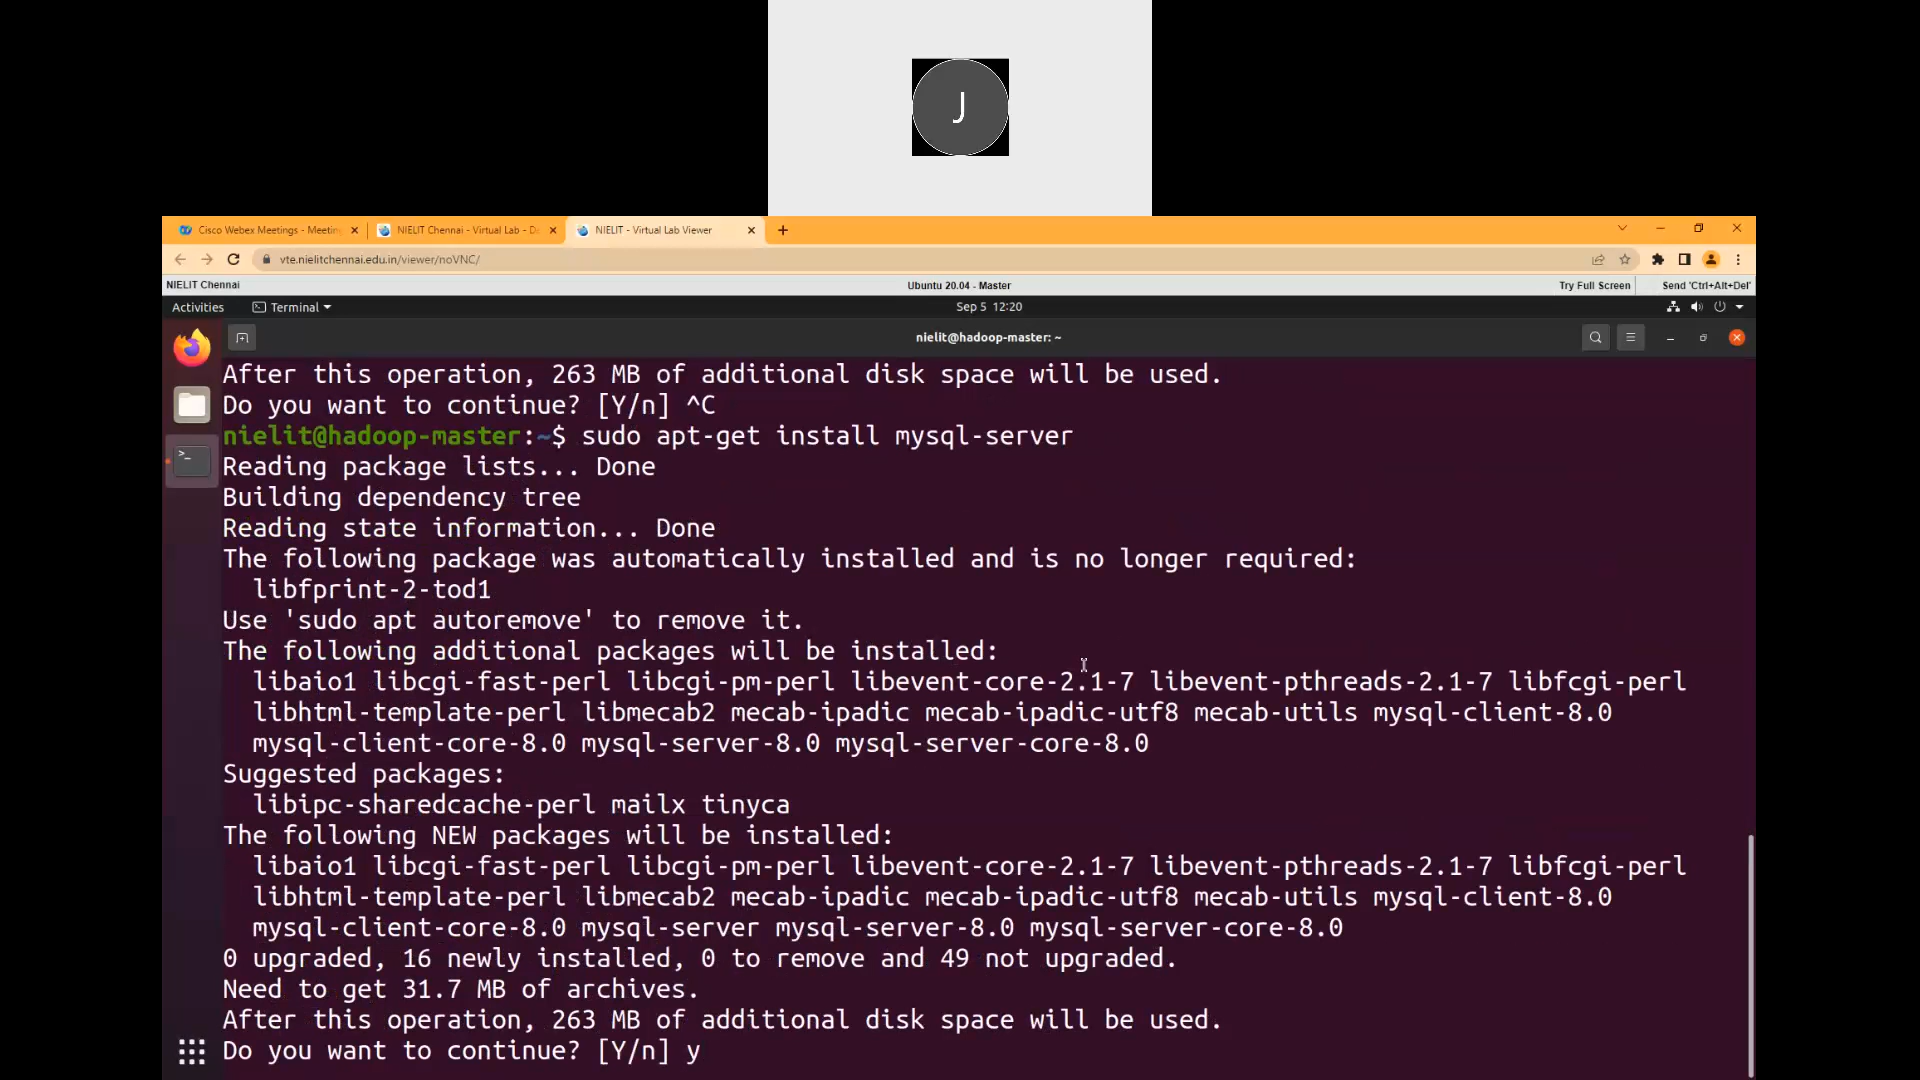 J
Cisco Webex Meetings - Meetin
NIELIT Chennai - Virtual Lab - D
NIELIT - Virtual Lab Viewer
vte.nielitchennai.edu.in/viewer/noVNC/
NIELIT Chennai
Ubuntu 20.04 - Master
Try Full Screen
Send 'Ctrl+Alt+Del'
Activities
Terminal
Sep 5 12:20
nielit@hadoop-master: ~
After this operation, 263 MB of additional disk space will be used.
Do you want to continue? [Y/n] ^C
nielit@hadoop-master:~$ sudo apt-get install mysql-server
Reading package lists... Done
Building dependency tree
Reading state information... Done
The following package was automatically installed and is no longer required:
libfprint-2-tod1
Use 'sudo apt autoremove' to remove it.
The following additional packages will be installed:
libaio1 libcgi-fast-perl libcgi-pm-perl libevent-core-2.1-7 libevent-pthreads-2.1-7 libfcgi-perl
libhtml-template-perl libmecab2 mecab-ipadic mecab-ipadic-utf8 mecab-utils mysql-client-8.0
mysql-client-core-8.0 mysql-server-8.0 mysql-server-core-8.0
Suggested packages:
libipc-sharedcache-perl mailx tinyca
The following NEW packages will be installed:
libaio1 libcgi-fast-perl libcgi-pm-perl libevent-core-2.1-7 libevent-pthreads-2.1-7 libfcgi-perl
libhtml-template-perl libmecab2 mecab-ipadic mecab-ipadic-utf8 mecab-utils mysql-client-8.0
mysql-client-core-8.0 mysql-server mysql-server-8.0 mysql-server-core-8.0
0 upgraded, 16 newly installed, 0 to remove and 49 not upgraded.
Need to get 31.7 MB of archives.
After this operation, 263 MB of additional disk space will be used.
Do you want to continue? [Y/n] y